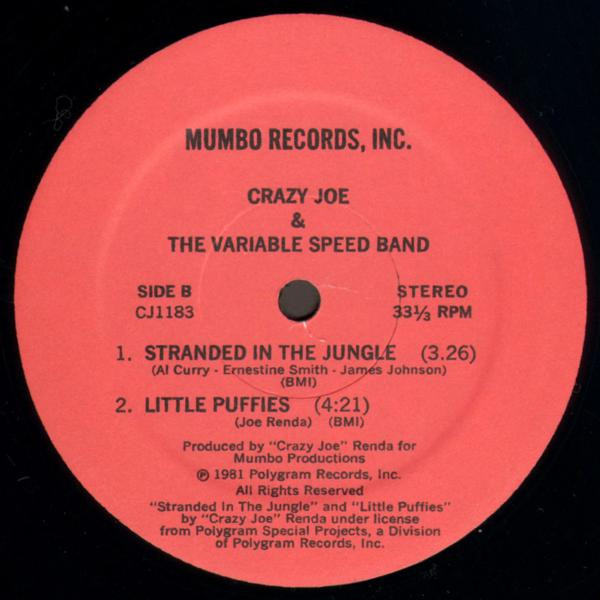 MUMBO RECORDS, INC.
CRAZY JOE
&
THE VARIABLE SPEED BAND
SIDE B
CJ1183
STEREO
33⅓ RPM
1. STRANDED IN THE JUNGLE (3.26)
(Al Curry - Ernestine Smith - James Johnson)
(BMI)
2. LITTLE PUFFIES (4:21)
(Joe Renda) (BMI)
Produced by "Crazy Joe" Renda for
Mumbo Productions
℗ 1981 Polygram Records, Inc.
All Rights Reserved
"Stranded In The Jungle" and "Little Puffies"
by "Crazy Joe" Renda under license
from Polygram Special Projects, a Division
of Polygram Records, Inc.